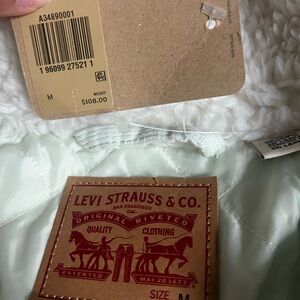 A34890001
1 96099 27521 1
M
MSRP
$108.00
LEVI STRAUSS & CO.
SAN FRANCISCO
CAL.
ORIGINAL RIVETED
QUALITY CLOTHING
PATENTED MAY 20 1873
SIZE M